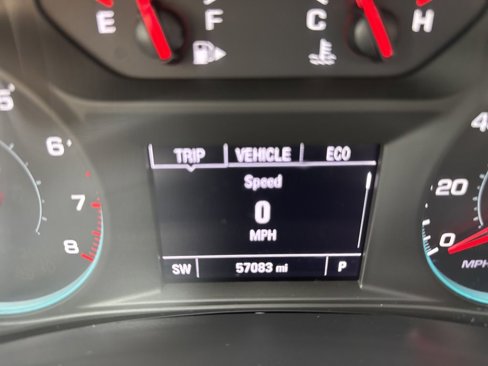 E F C H
TRIP VEHICLE ECO
Speed
0
MPH
SW 57083 mi P
5
6
7
8
20
0
MPH